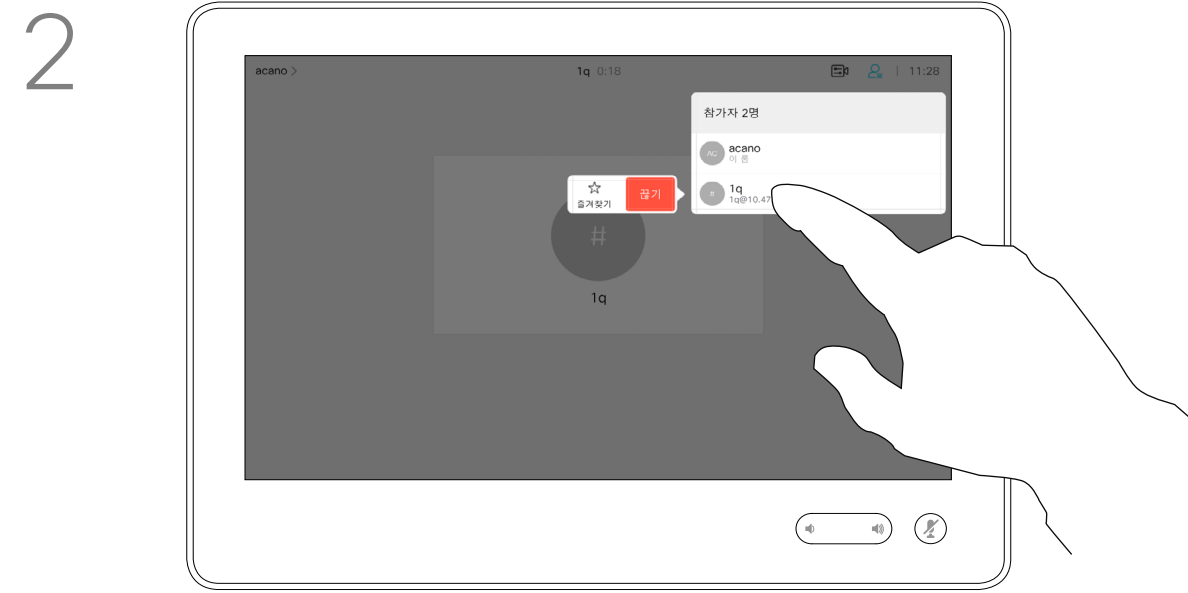 2
acano >
1q 0:18
11:28
참가자 2명
AC
acano
이 룸
즐겨찾기
끊기
#
1q
1q@10.47
#
1q